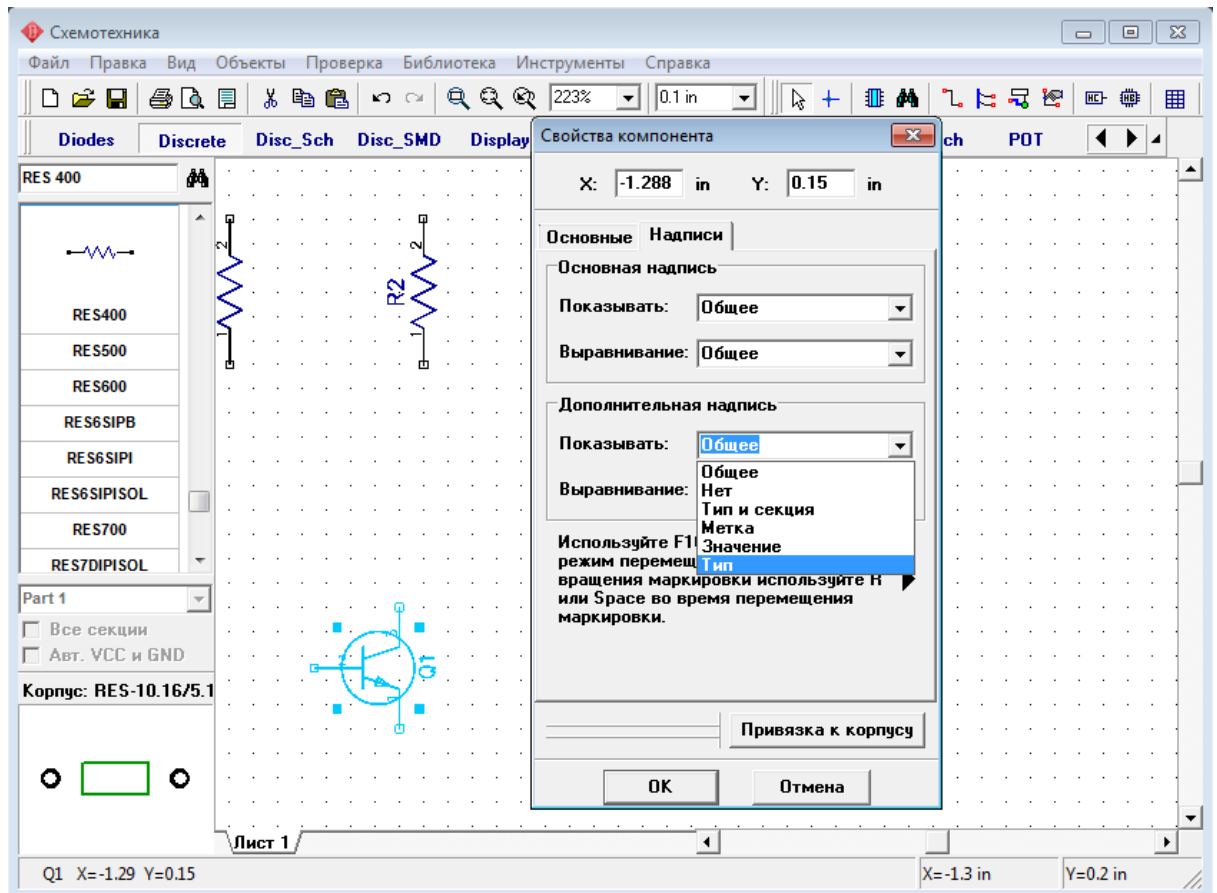 Схемотехника
Файл Правка Вид Объекты Проверка Библиотека Инструменты Справка
223% 0.1 in
Diodes Discrete Disc_Sch Disc_SMD Display ch POT
Свойства компонента
RES 400
X: -1.288 in Y: 0.15 in
Основные Надписи
Основная надпись
Показывать: Общее
Выравнивание: Общее
Дополнительная надпись
Показывать: Общее
Общее
Выравнивание: Нет
Тип и секция
Метка
Значение
Тип
Используйте F1
режим перемещ
вращения маркировки используйте R
или Space во время перемещения
маркировки.
Привязка к корпусу
OK Отмена
RES400
RES500
RES600
RES6SIPB
RES6SIPI
RES6SIPISOL
RES700
RES7DIPISOL
Part 1
Все секции
Авт. VCC и GND
Корпус: RES-10.16/5.1
2
1
2
R2
1
Q1
Лист 1
Q1 X=-1.29 Y=0.15 X=-1.3 in Y=0.2 in